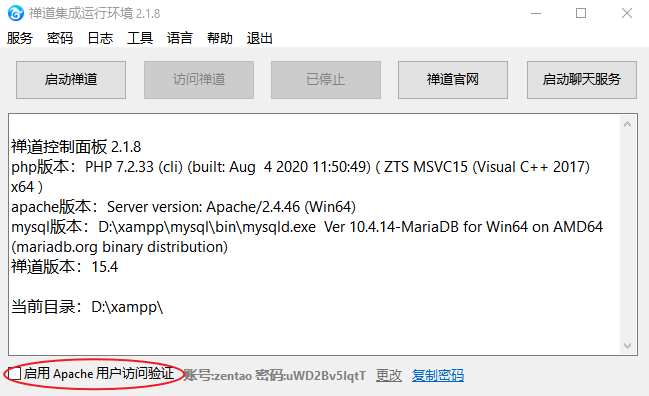 禅道集成运行环境 2.1.8
服务 密码 日志 工具 语言 帮助 退出
启动禅道 访问禅道 已停止 禅道官网 启动聊天服务
禅道控制面板 2.1.8
php版本：PHP 7.2.33 (cli) (built: Aug  4 2020 11:50:49) ( ZTS MSVC15 (Visual C++ 2017)
x64 )
apache版本：Server version: Apache/2.4.46 (Win64)
mysql版本：D:\xampp\mysql\bin\mysqld.exe  Ver 10.4.14-MariaDB for Win64 on AMD64
(mariadb.org binary distribution)
禅道版本：15.4
当前目录：D:\xampp\
启用 Apache 用户访问验证 账号:zentao 密码:uWD2Bv5IqtT 更改 复制密码